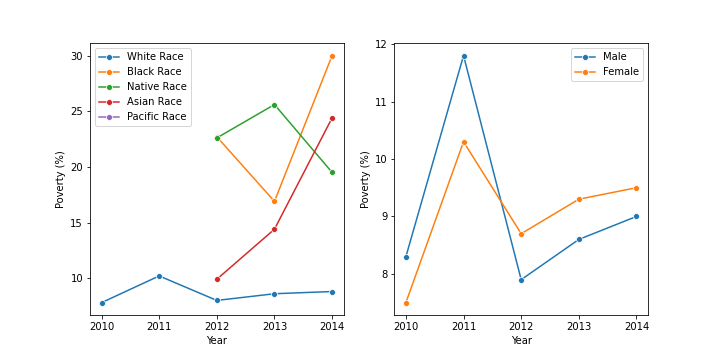 White Race
Black Race
Native Race
Asian Race
Pacific Race
30
25
20
15
10
Poverty (%)
2010 2011 2012 2013 2014
Year
Male
Female
12
11
10
9
8
Poverty (%)
2010 2011 2012 2013 2014
Year